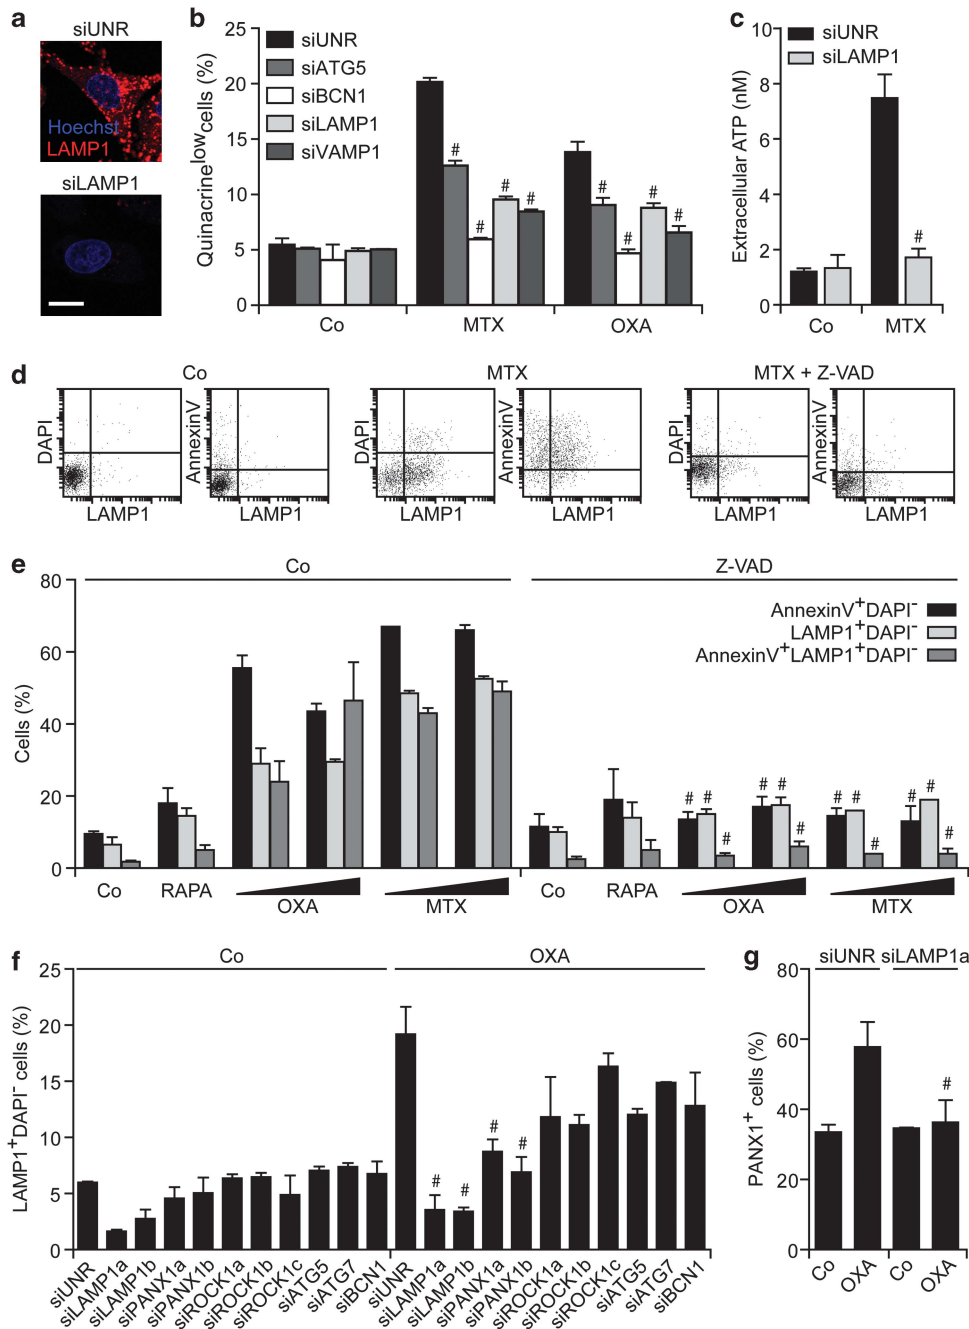 a
siUNR
Hoechst
LAMP1
siLAMP1
b
Quinacrine^low cells (%)
25
20
15
10
5
0
siUNR
siATG5
siBCN1
siLAMP1
siVAMP1
# # # #
# # # #
Co MTX OXA
c
Extracellular ATP (nM)
10
8
6
4
2
0
siUNR
siLAMP1
#
Co MTX
d
Co MTX MTX + Z-VAD
DAPI AnnexinV DAPI AnnexinV DAPI AnnexinV
LAMP1 LAMP1 LAMP1 LAMP1 LAMP1 LAMP1
e
Co Z-VAD
Cells (%)
80
60
40
20
0
AnnexinV+DAPI-
LAMP1+DAPI-
AnnexinV+LAMP1+DAPI-
# # # # # # # # # # # #
Co RAPA OXA MTX Co RAPA OXA MTX
f
Co OXA
LAMP1+DAPI- cells (%)
25
20
15
10
5
0
# # # #
siUNR siLAMP1a siLAMP1b siPANX1a siPANX1b siROCK1a siROCK1b siROCK1c siATG5 siATG7 siBCN1 siUNR siLAMP1a siLAMP1b siPANX1a siPANX1b siROCK1a siROCK1b siROCK1c siATG5 siATG7 siBCN1
g
siUNR siLAMP1a
PANX1+ cells (%)
80
60
40
20
0
#
Co OXA Co OXA